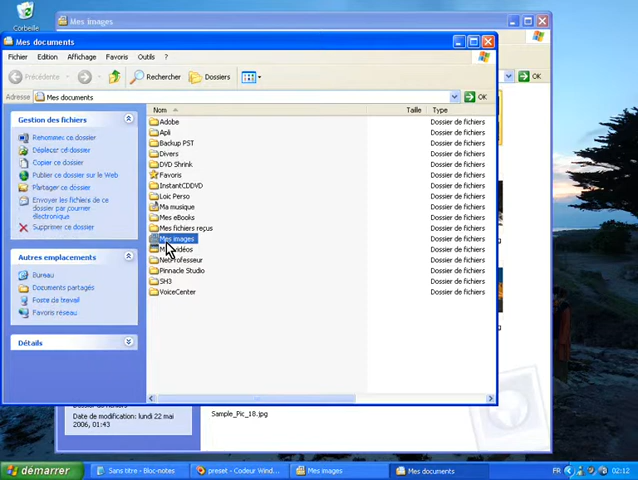 Corbeille
Mes images
Mes documents
Fichier Edition Affichage Favoris Outils ?
Précédente Rechercher Dossiers
Adresse Mes documents OK
OK
Gestion des fichiers
Renommer ce dossier
Déplacer ce dossier
Copier ce dossier
Publier ce dossier sur le Web
Partager ce dossier
Envoyer les fichiers de ce
dossier par courrier
électronique
Supprimer ce dossier
Autres emplacements
Bureau
Documents partagés
Poste de travail
Favoris réseau
Détails
Nom Taille Type
Adobe Dossier de fichiers
Apli Dossier de fichiers
Backup PST Dossier de fichiers
Divers Dossier de fichiers
DVD Shrink Dossier de fichiers
Favoris Dossier de fichiers
InstantCDDVD Dossier de fichiers
Loic Perso Dossier de fichiers
Ma musique Dossier de fichiers
Mes eBooks Dossier de fichiers
Mes fichiers reçus Dossier de fichiers
Mes images Dossier de fichiers
Mes vidéos Dossier de fichiers
NetProfesseur Dossier de fichiers
Pinnacle Studio Dossier de fichiers
SH3 Dossier de fichiers
VoiceCenter Dossier de fichiers
Date de modification: lundi 22 mai
2006, 01:43
Sample_Pic_18.jpg
démarrer
Sans titre - Bloc-notes
preset - Codeur Wind...
Mes images
Mes documents
FR
02:12